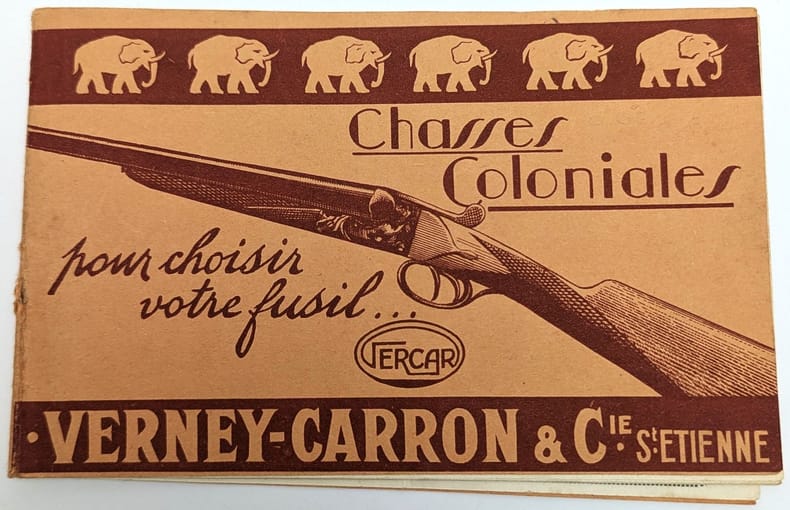 Chasses
Coloniales
pour choisir
votre fusil...
VERCAR
· VERNEY-CARRON & CIE. ST. ETIENNE